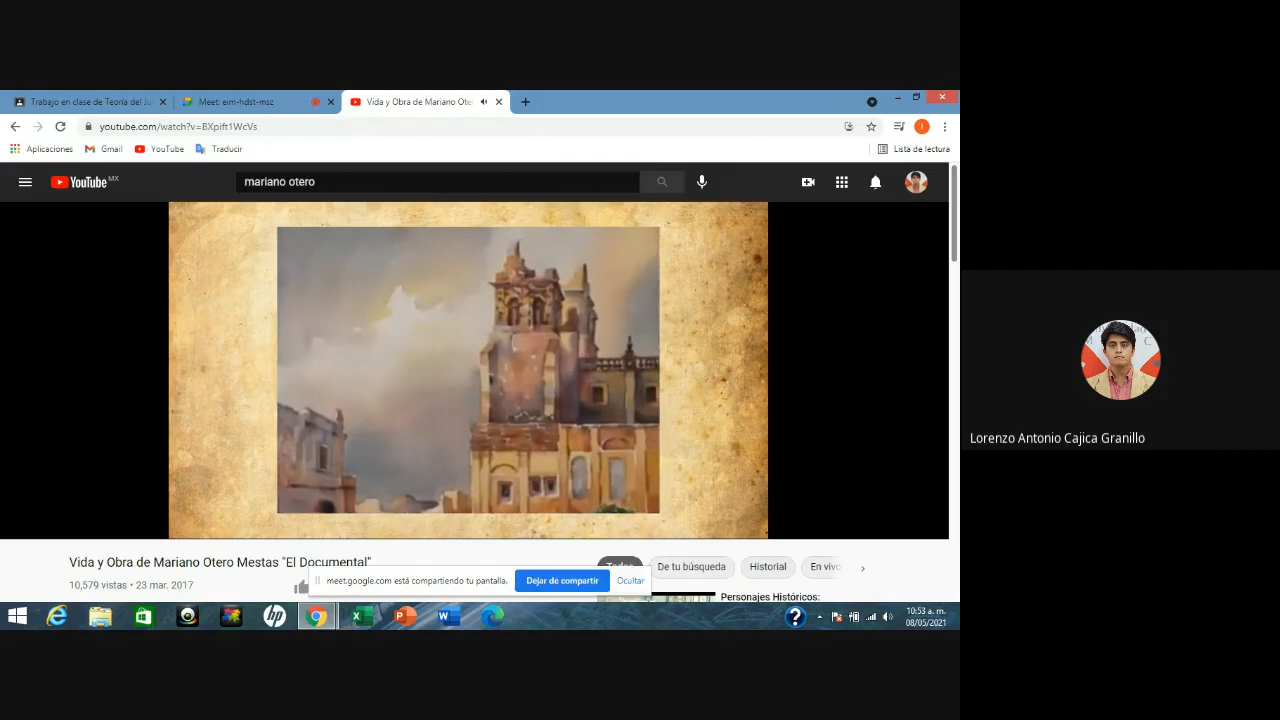 Trabajo en clase de Teoría del Ju
Meet: eim-hdst-msz
Vida y Obra de Mariano Oter
youtube.com/watch?v=BXpift1WcVs
Aplicaciones
Gmail
YouTube
Traducir
Lista de lectura
YouTube MX
mariano otero
Lorenzo Antonio Cajica Granillo
Vida y Obra de Mariano Otero Mestas "El Documental"
10,579 vistas • 23 mar. 2017
Todos
De tu búsqueda
Historial
En vivo
meet.google.com está compartiendo tu pantalla.
Dejar de compartir
Ocultar
Personajes Históricos:
10:53 a. m.
08/05/2021